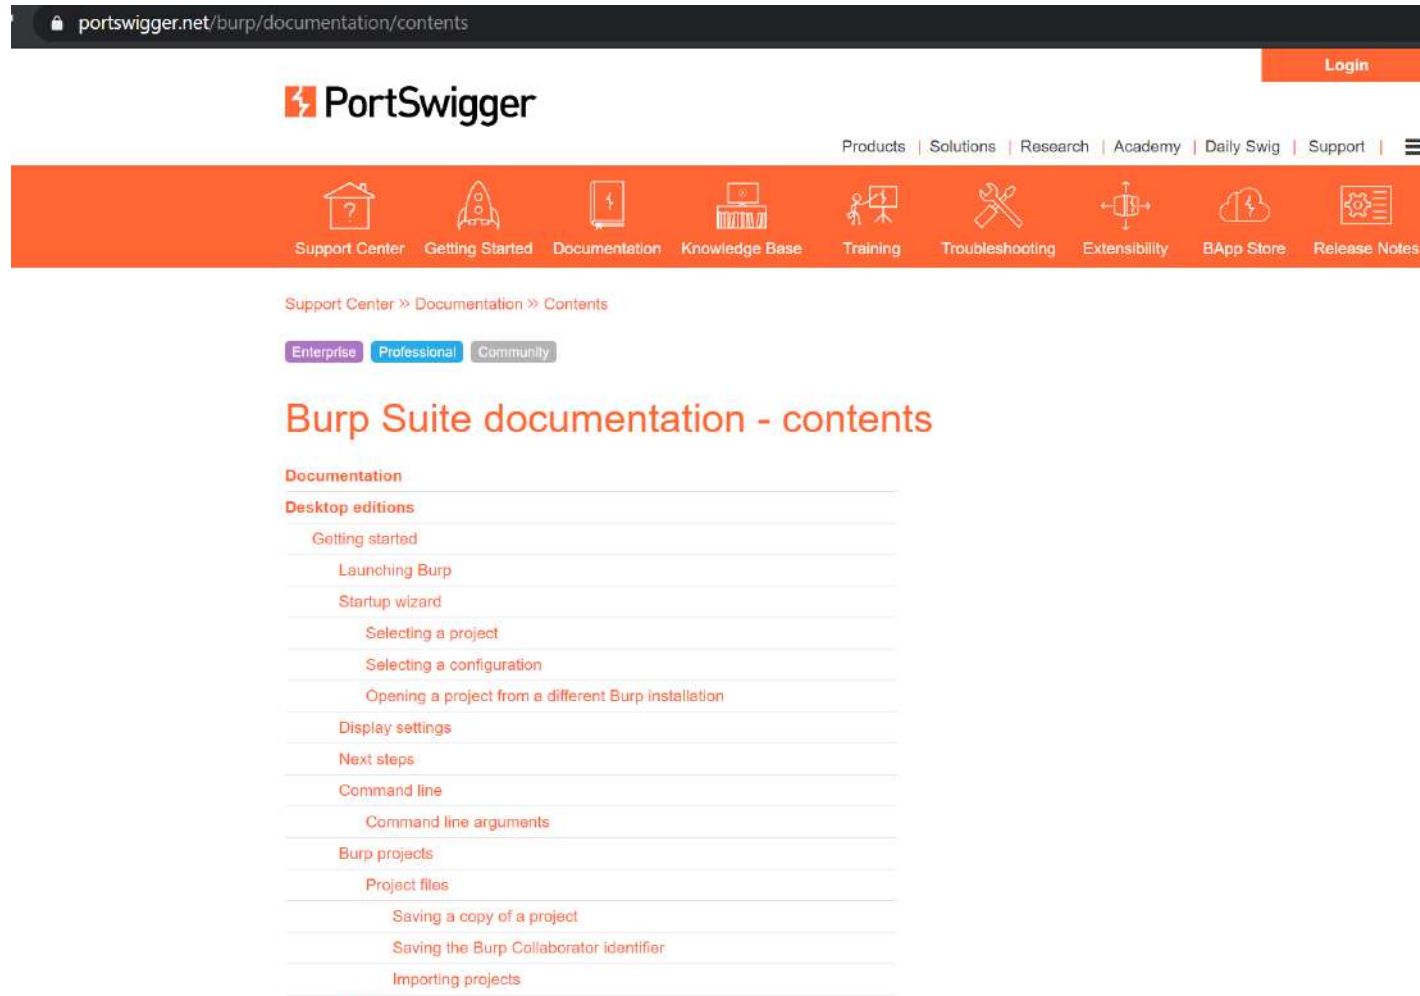 portswigger.net/burp/documentation/contents
Login
PortSwigger
Products | Solutions | Research | Academy | Daily Swig | Support |
Support Center Getting Started Documentation Knowledge Base Training Troubleshooting Extensibility BApp Store Release Notes
Support Center » Documentation » Contents
Enterprise Professional Community
Burp Suite documentation - contents
Documentation
Desktop editions
Getting started
Launching Burp
Startup wizard
Selecting a project
Selecting a configuration
Opening a project from a different Burp installation
Display settings
Next steps
Command line
Command line arguments
Burp projects
Project files
Saving a copy of a project
Saving the Burp Collaborator identifier
Importing projects